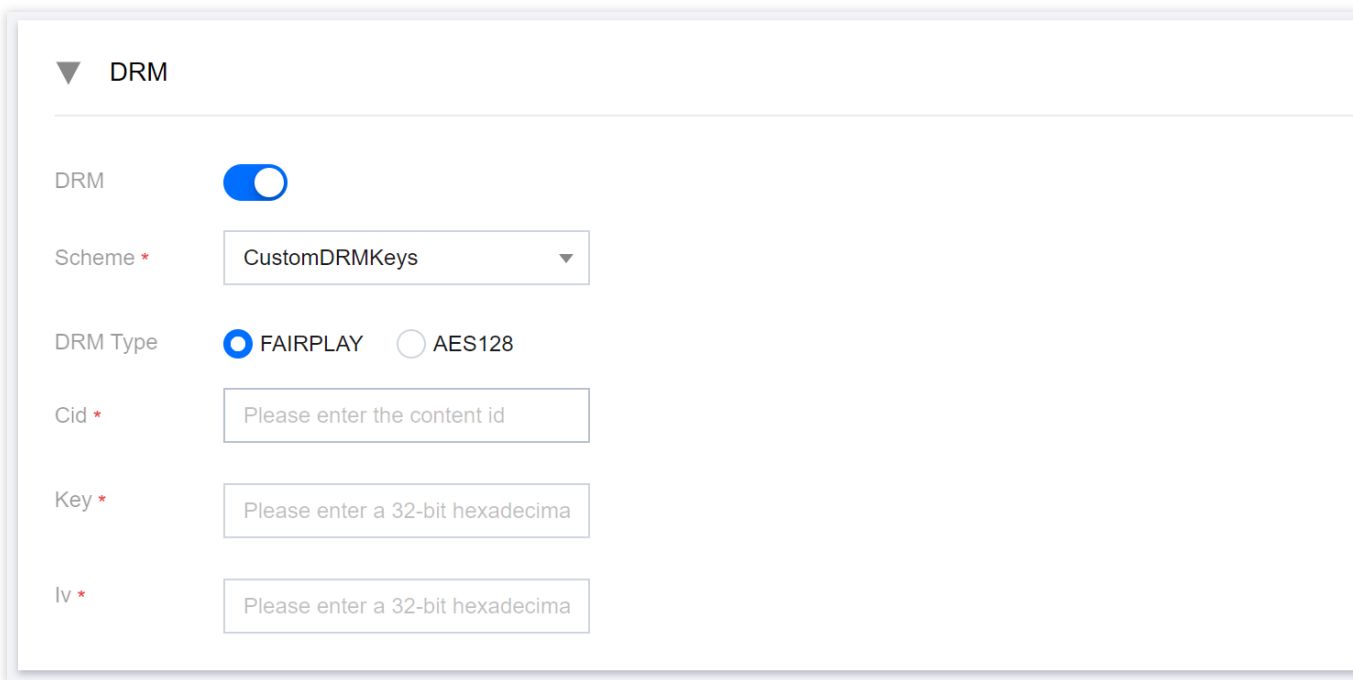 DRM
DRM
Scheme *
CustomDRMKeys
DRM Type
FAIRPLAY
AES128
Cid *
Please enter the content id
Key *
Please enter a 32-bit hexadecima
Iv *
Please enter a 32-bit hexadecima